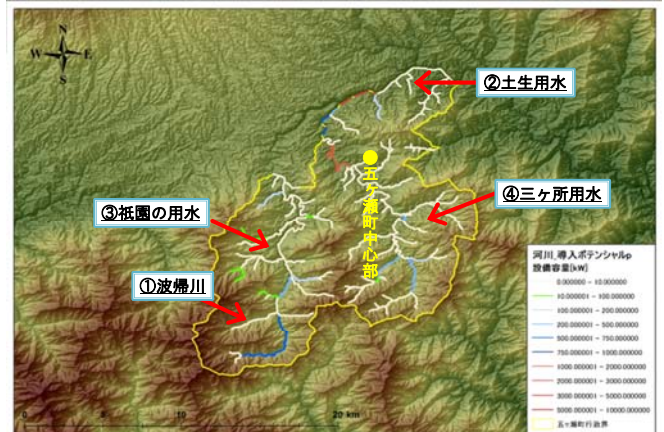 N
W
E
S
②土生用水
五ヶ瀬町中心部
④三ヶ所用水
③祇園の用水
①波帰川
河川_導入ポテンシャルp
設備容量[kW]
0.000000 - 10.000000
10.000001 - 100.000000
100.000001 - 200.000000
200.000001 - 500.000000
500.000001 - 750.000000
750.000001 - 1000.000000
1000.000001 - 2000.000000
2000.000001 - 3000.000000
3000.000001 - 5000.000000
5000.000001 - 10000.000000
五ヶ瀬町行政界
0
5
10
20 km